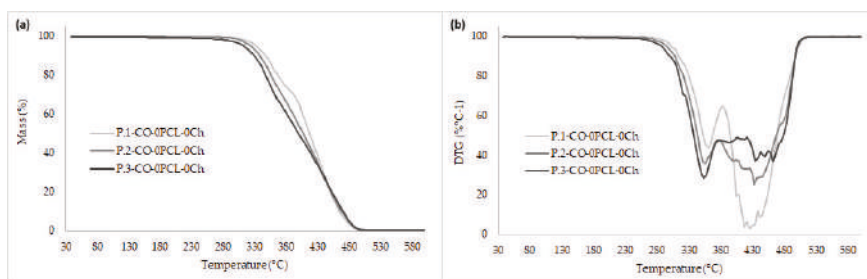 (a)
100
80
60
40
20
0
Mass (%)
P.1-CO-0PCL-0Ch
P.2-CO-0PCL-0Ch
P.3-CO-0PCL-0Ch
30 80 130 180 230 280 330 380 430 480 530
Temperature (°C)
(b)
100
80
60
40
20
0
DTG (%°C-1)
P.1-CO-0PCL-0Ch
P.2-CO-0PCL-0Ch
P.3-CO-0PCL-0Ch
30 80 130 180 230 280 330 380 430 480 530
Temperature (°C)